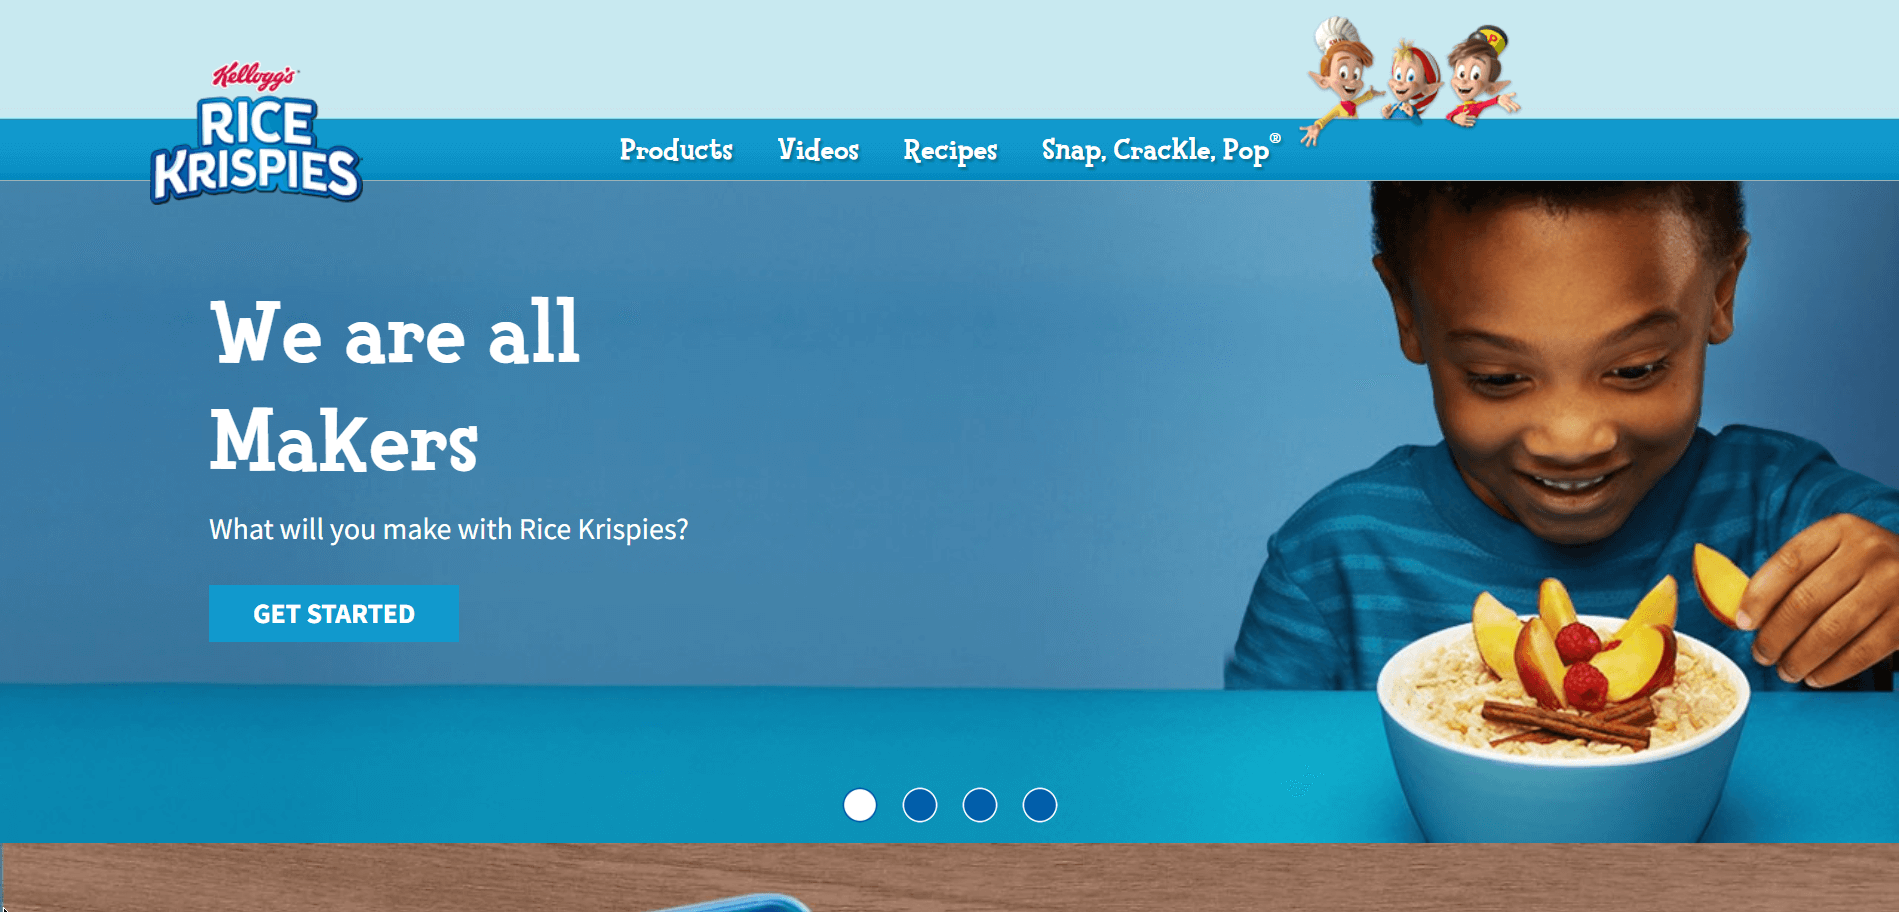 Kellogg's
RICE
KRISPIES
Products Videos Recipes Snap, Crackle, Pop®
We are all
Makers
What will you make with Rice Krispies?
GET STARTED